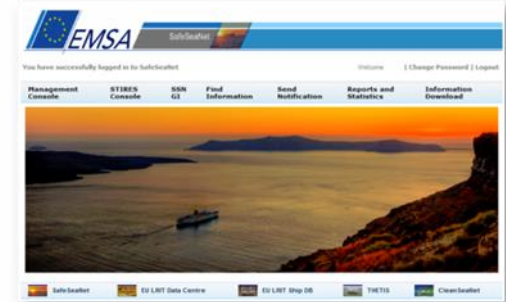 EMSA
SafeSeaNet
You have successfully logged in to SafeSeaNet
Welcome | Change Password | Logout
Management Console
STIRES Console
SSN GI
Find Information
Send Notification
Reports and Statistics
Information Download
SafeSeaNet
EU LRIT Data Centre
EU LRIT Ship DB
THETIS
CleanSeaNet